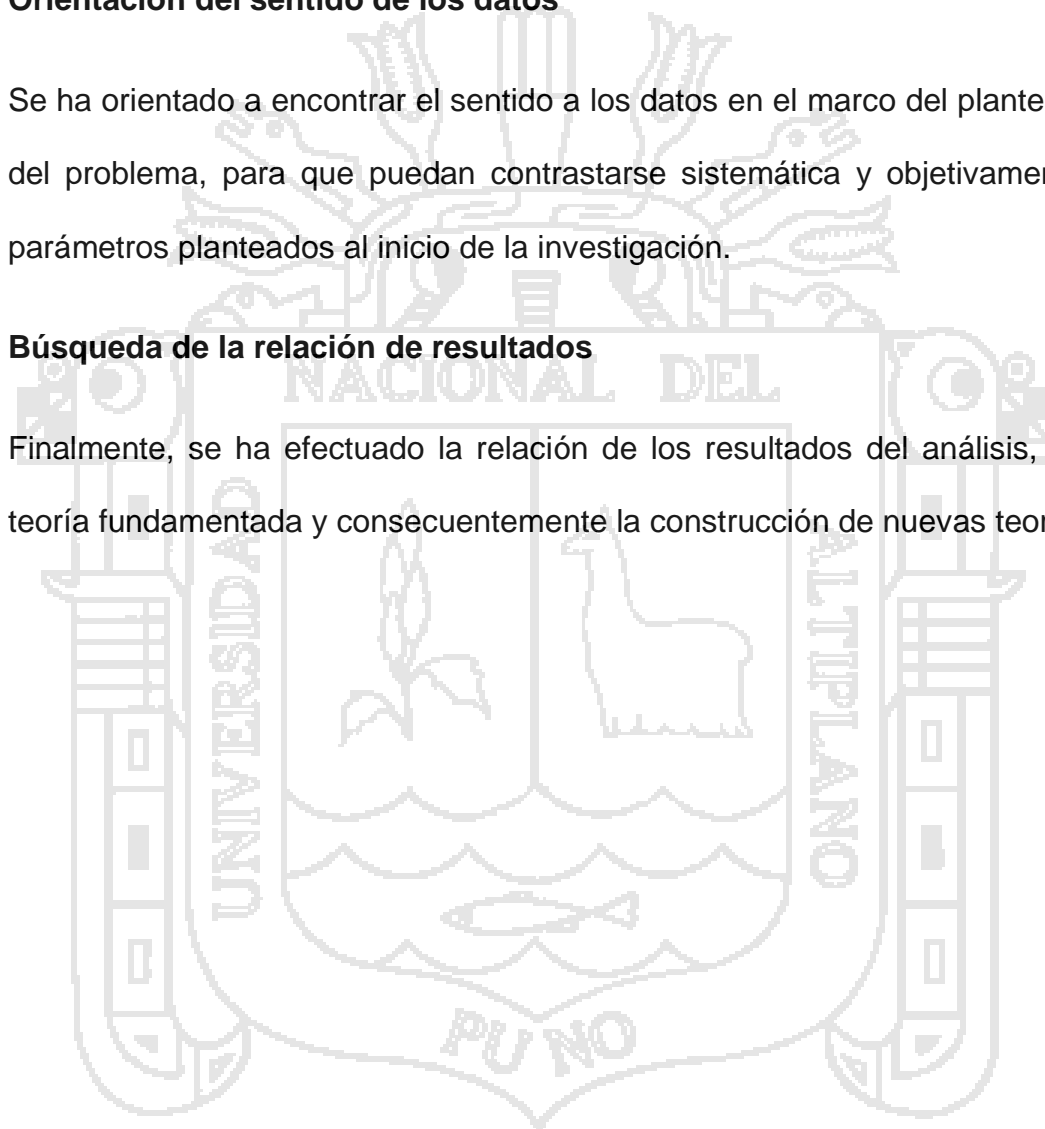 Orientación del sentido de los datos
Se ha orientado a encontrar el sentido a los datos en el marco del plante
del problema, para que puedan contrastarse sistemática y objetivamen
parámetros planteados al inicio de la investigación.
Búsqueda de la relación de resultados
NACIONAL DEL
Finalmente, se ha efectuado la relación de los resultados del análisis,
teoría fundamentada y consecuentemente la construcción de nuevas teor
UNIVERSIDAD
ALTIPLANO
PUNO